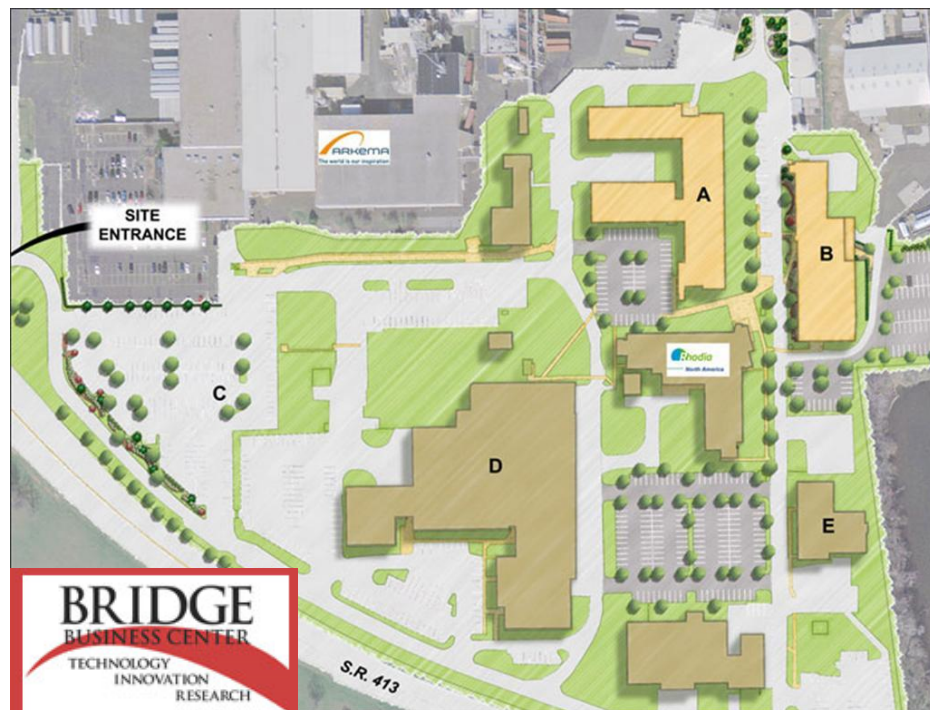 ARKEMA
The world is our inspiration
SITE
ENTRANCE
A
B
Rhodia
North America
C
D
E
BRIDGE
BUSINESS CENTER
TECHNOLOGY
INNOVATION
RESEARCH
S.R. 413